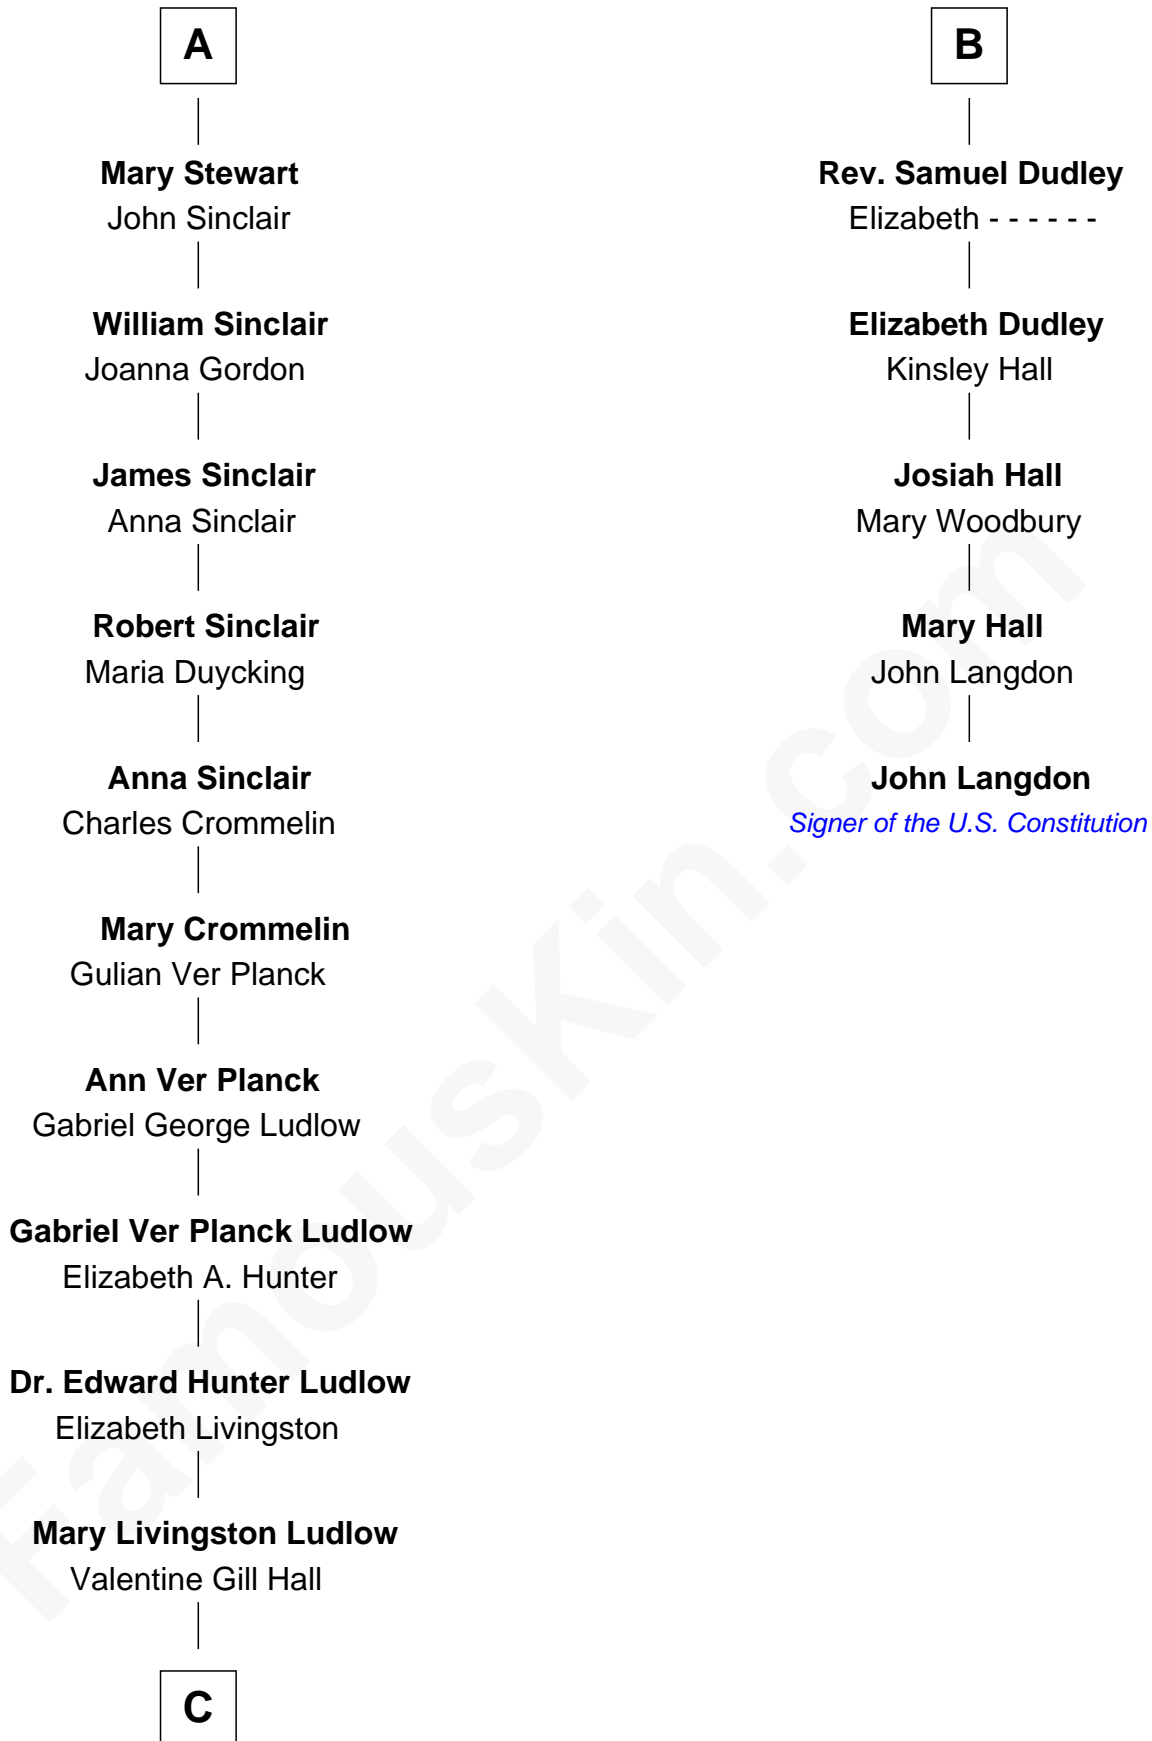 A
Mary Stewart
John Sinclair
William Sinclair
Joanna Gordon
James Sinclair
Anna Sinclair
Robert Sinclair
Maria Duycking
Anna Sinclair
Charles Crommelin
Mary Crommelin
Gulian Ver Planck
Ann Ver Planck
Gabriel George Ludlow
Gabriel Ver Planck Ludlow
Elizabeth A. Hunter
Dr. Edward Hunter Ludlow
Elizabeth Livingston
Mary Livingston Ludlow
Valentine Gill Hall
C
B
Rev. Samuel Dudley
Elizabeth - - - - - -
Elizabeth Dudley
Kinsley Hall
Josiah Hall
Mary Woodbury
Mary Hall
John Langdon
John Langdon
Signer of the U.S. Constitution
FamousKin.com